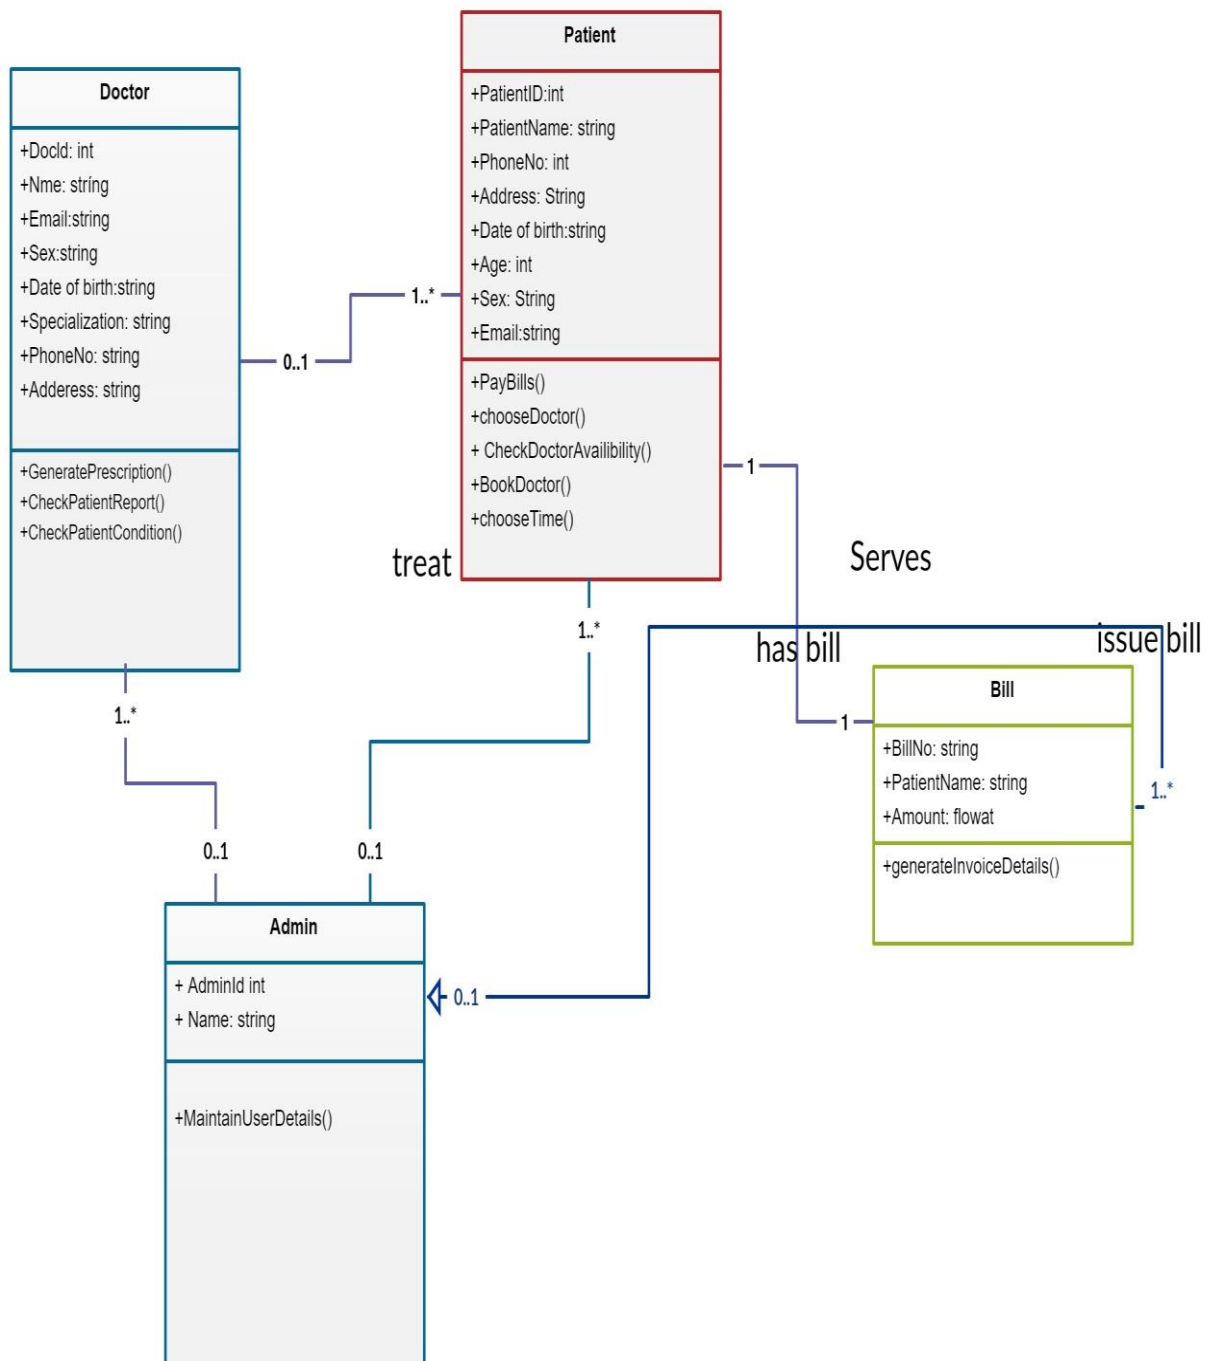 Patient
+PatientID:int
+PatientName: string
+PhoneNo: int
+Address: String
+Date of birth:string
+Age: int
+Sex: String
+Email:string
+PayBills()
+chooseDoctor()
+ CheckDoctorAvailibility()
+BookDoctor()
+chooseTime()
Doctor
+DocId: int
+Nme: stríng
+Email:string
+Sex:string
+Date of birth:string
+Specialization: string
+PhoneNo: string
+Adderess: string
+GeneratePrescription()
+CheckPatientReport()
+CheckPatientCondition()
1..*
0..1
1
treat
Serves
1..*
has bill
issue bill
1..*
1
Bill
+BillNo: string
+PatientName: string
+Amount: flowat
+generateInvoiceDetails()
1..*
0..1
0..1
Admin
+ AdminId int
+ Name: string
+MaintainUserDetails()
0..1